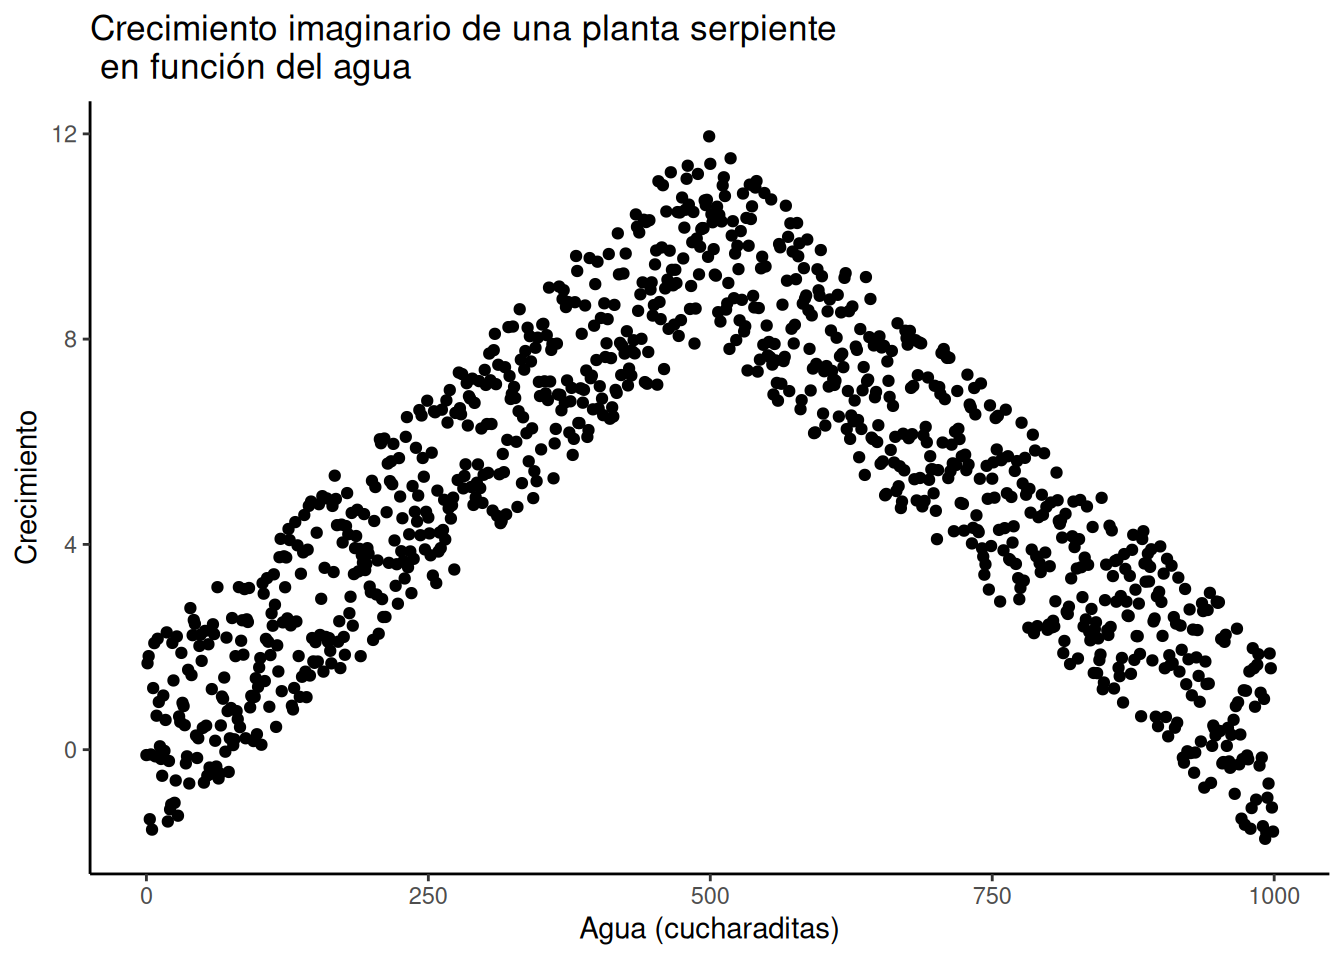 Crecimiento imaginario de una planta serpiente
en función del agua
12
8
4
0
Crecimiento
0 250 500 750 1000
Agua (cucharaditas)